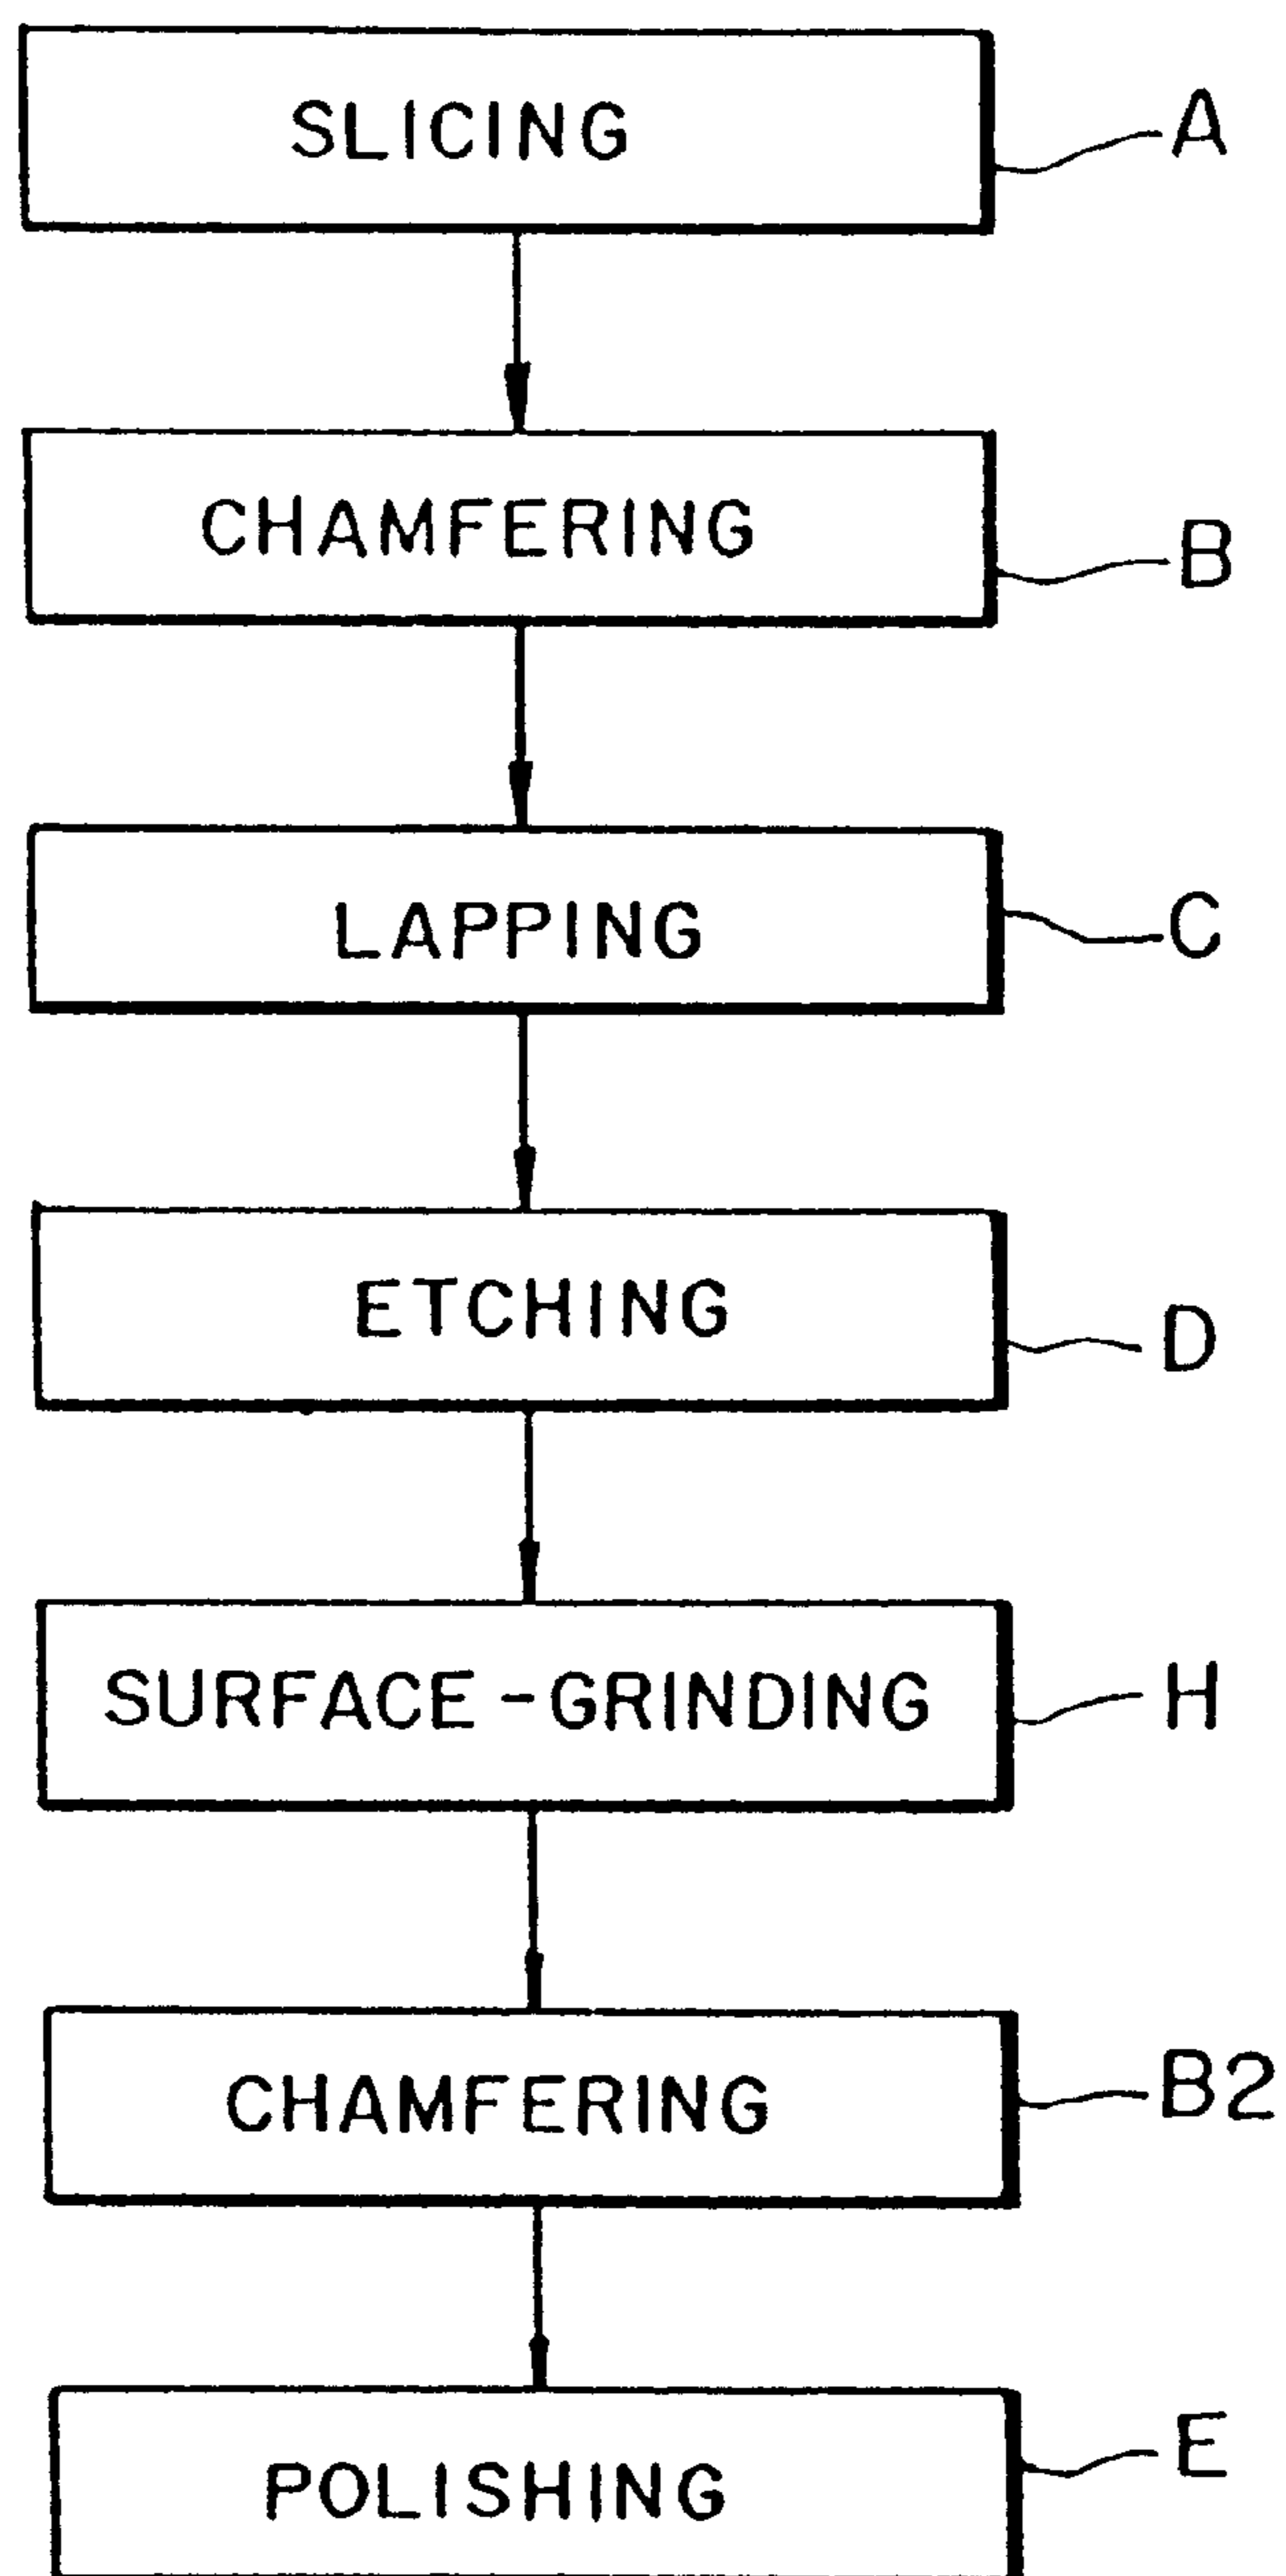 SLICING A
CHAMFERING B
LAPPING C
ETCHING D
SURFACE-GRINDING H
CHAMFERING B2
POLISHING E